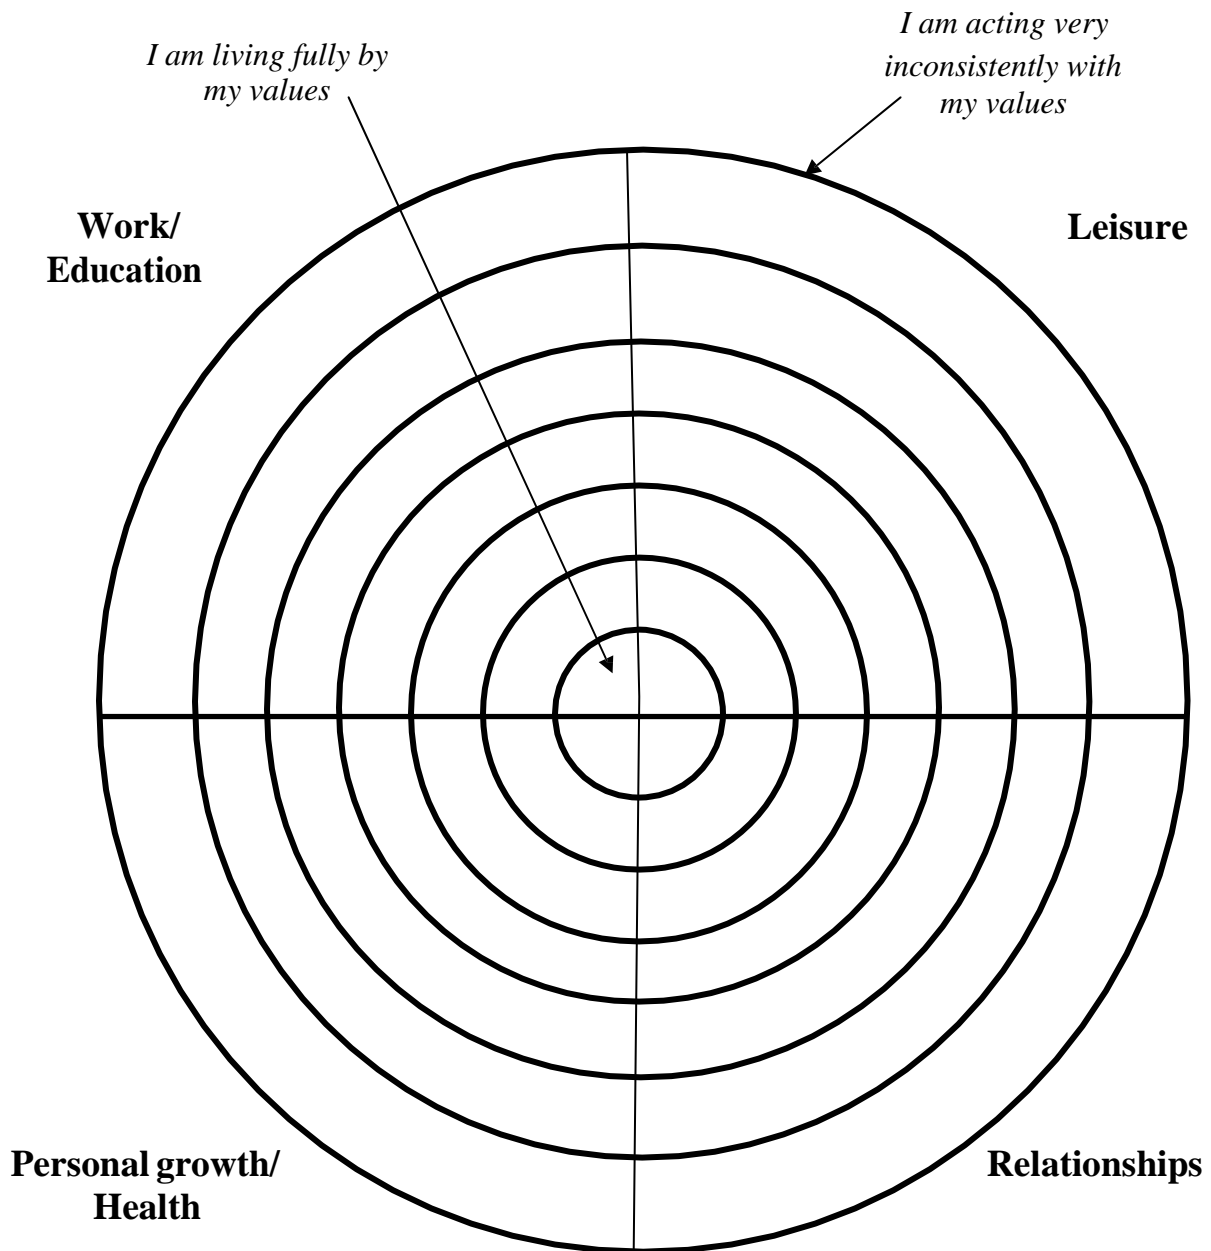 I am living fully by
my values
I am acting very
inconsistently with
my values
Work/
Education
Leisure
Personal growth/
Health
Relationships